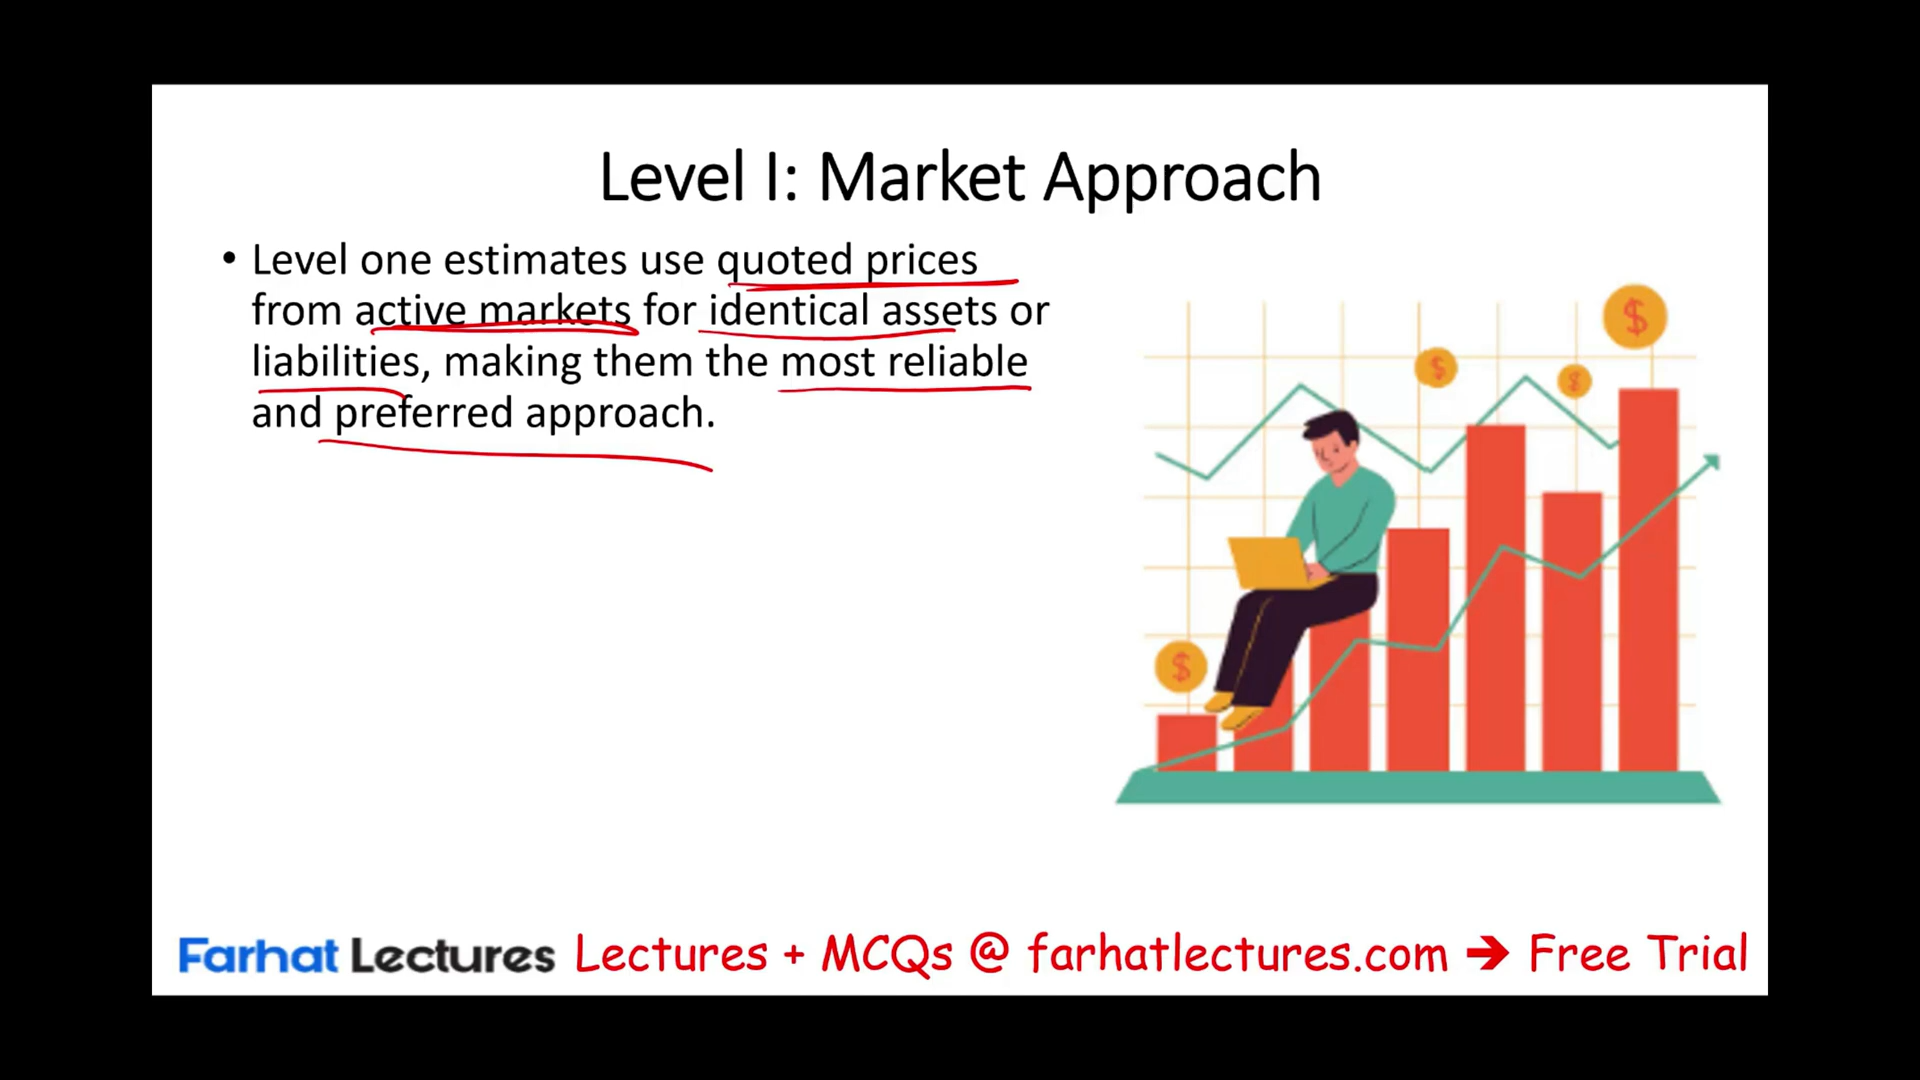 Level I: Market Approach
• Level one estimates use quoted prices
from active markets for identical assets or
liabilities, making them the most reliable
and preferred approach.
$
$
$
$
Farhat Lectures Lectures + MCQs @ farhatlectures.com ➔ Free Trial